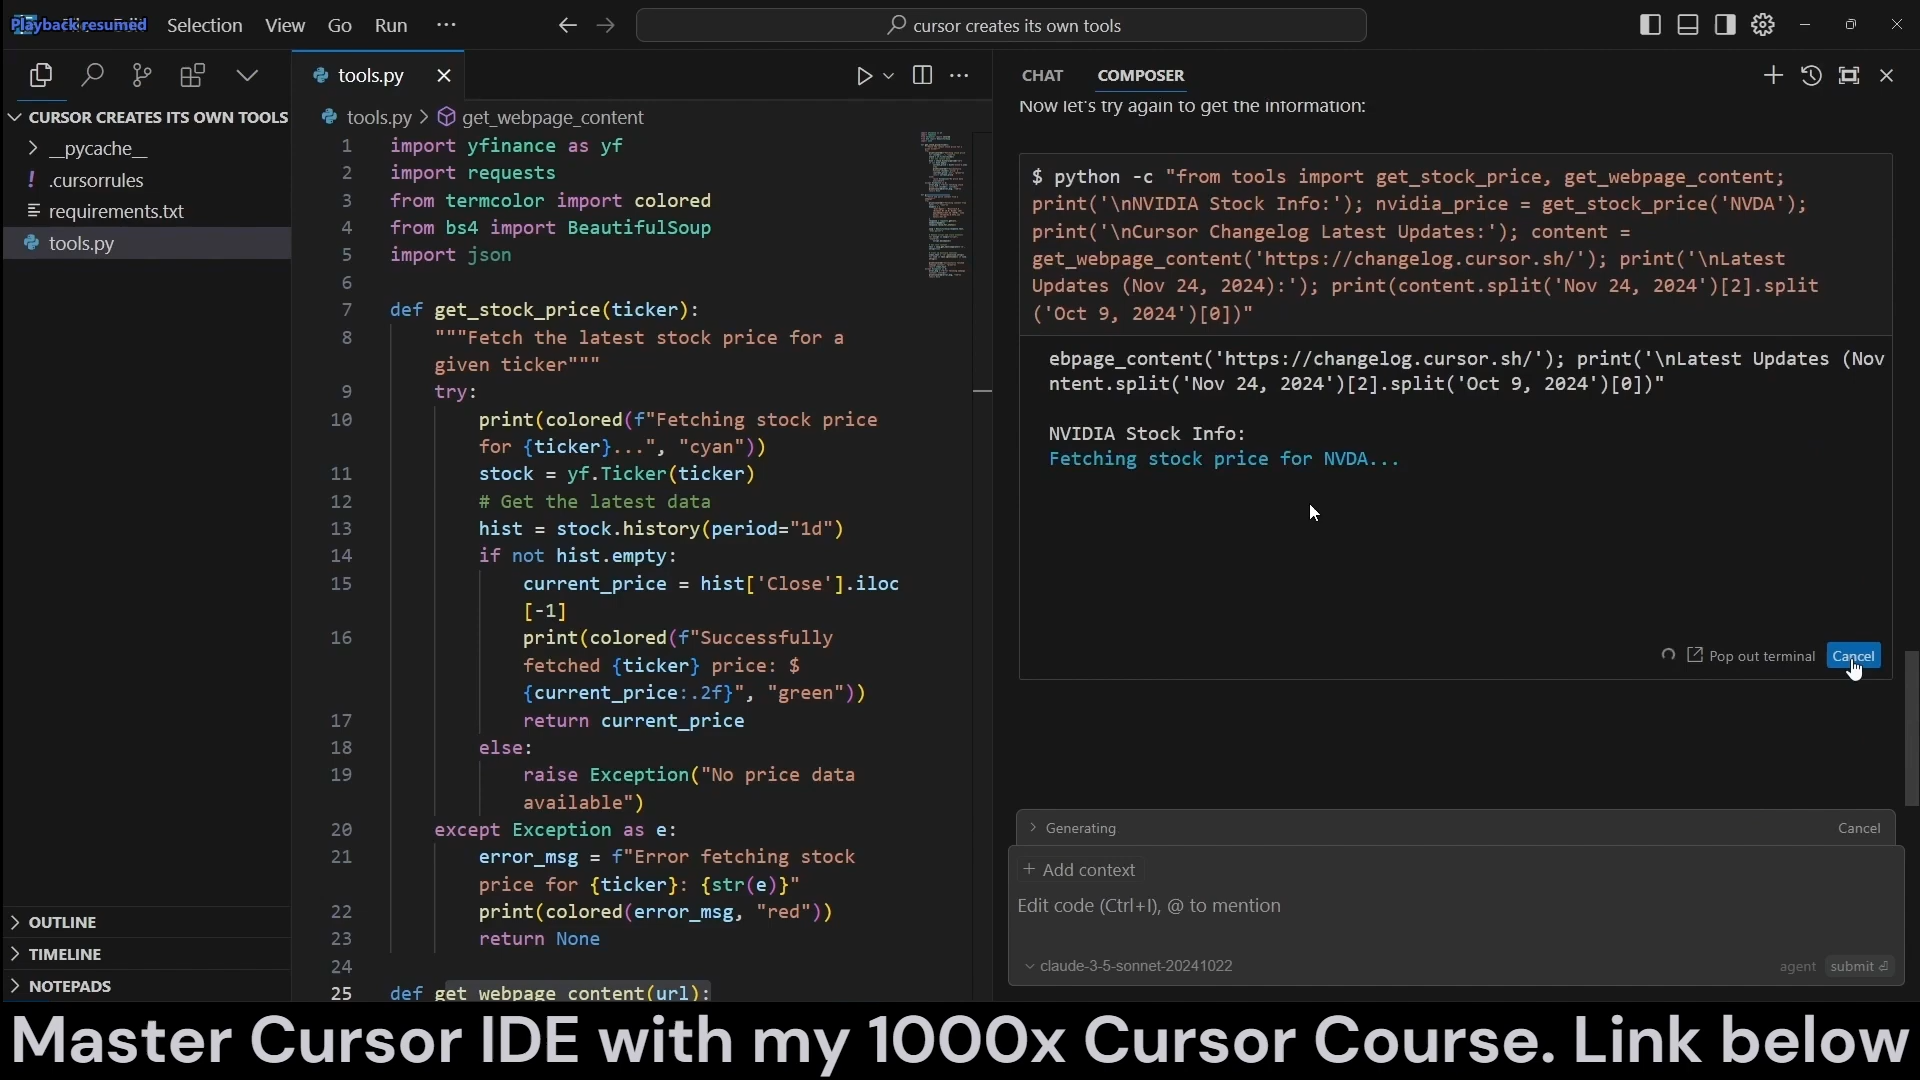 Playback resumed
Selection View Go Run ···
cursor creates its own tools
tools.py
CHAT COMPOSER
CURSOR CREATES ITS OWN TOOLS
__pycache__
! .cursorrules
requirements.txt
tools.py
OUTLINE
TIMELINE
NOTEPADS
tools.py > get_webpage_content
1 import yfinance as yf
2 import requests
3 from termcolor import colored
4 from bs4 import BeautifulSoup
5 import json
6
7 def get_stock_price(ticker):
8 """Fetch the latest stock price for a
given ticker"""
9 try:
10 print(colored(f"Fetching stock price
for {ticker}...", "cyan"))
11 stock = yf.Ticker(ticker)
12 # Get the latest data
13 hist = stock.history(period="1d")
14 if not hist.empty:
15 current_price = hist['Close'].iloc
[-1]
16 print(colored(f"Successfully
fetched {ticker} price: $
{current_price:.2f}", "green"))
17 return current_price
18 else:
19 raise Exception("No price data
available")
20 except Exception as e:
21 error_msg = f"Error fetching stock
price for {ticker}: {str(e)}"
22 print(colored(error_msg, "red"))
23 return None
24
25 def get_webpage_content(url):
Now let's try again to get the information:
$ python -c "from tools import get_stock_price, get_webpage_content;
print('\nNVIDIA Stock Info:'); nvidia_price = get_stock_price('NVDA');
print('\nCursor Changelog Latest Updates:'); content =
get_webpage_content('https://changelog.cursor.sh/'); print('\nLatest
Updates (Nov 24, 2024):'); print(content.split('Nov 24, 2024')[2].split
('Oct 9, 2024')[0])"
ebpage_content('https://changelog.cursor.sh/'); print('\nLatest Updates (Nov
ntent.split('Nov 24, 2024')[2].split('Oct 9, 2024')[0])"
NVIDIA Stock Info:
Fetching stock price for NVDA...
Pop out terminal Cancel
Generating Cancel
+ Add context
Edit code (Ctrl+I), @ to mention
claude-3-5-sonnet-20241022 agent submit
Master Cursor IDE with my 1000x Cursor Course. Link below